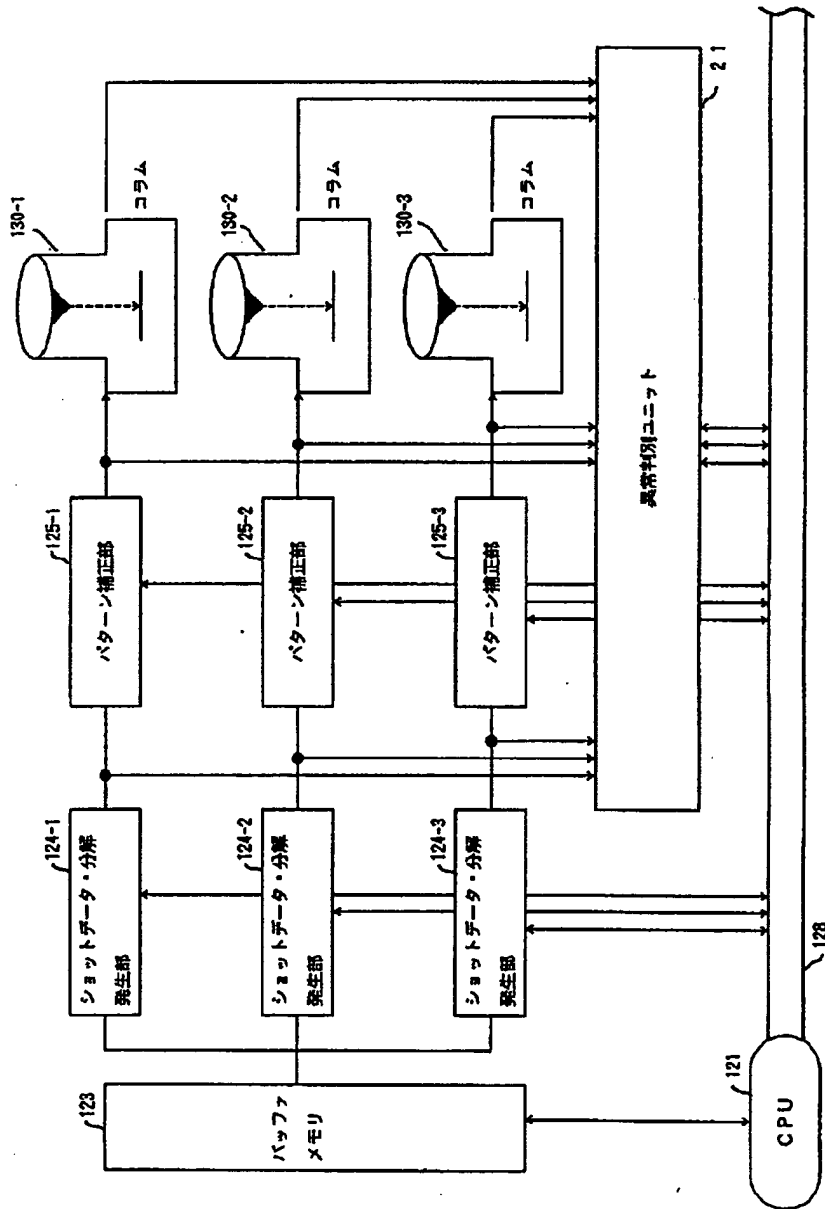 123
バッファ
メモリ
124-1
ショットデータ・分解
発生部
124-2
ショットデータ・分解
発生部
124-3
ショットデータ・分解
発生部
125-1
パターン補正部
125-2
パターン補正部
125-3
パターン補正部
130-1
コラム
130-2
コラム
130-3
コラム
異常判別ユニット
21
121
CPU
128